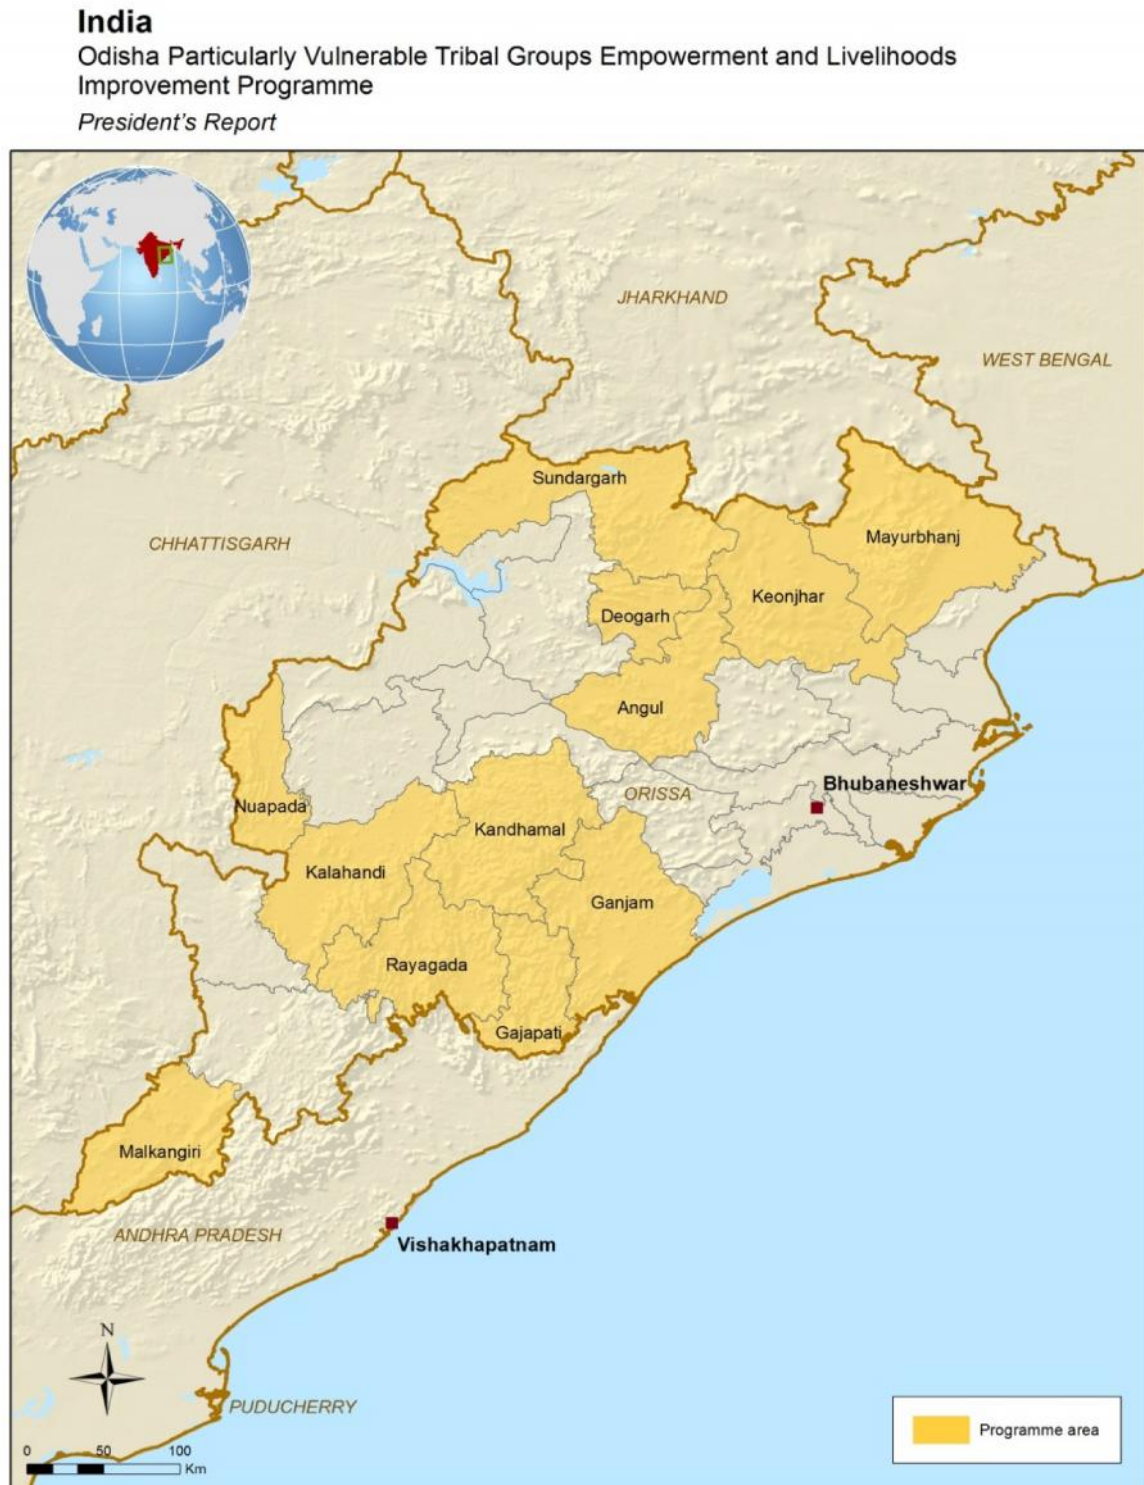 India
Odisha Particularly Vulnerable Tribal Groups Empowerment and Livelihoods
Improvement Programme
President's Report
JHARKHAND
WEST BENGAL
Sundargarh
CHHATTISGARH
Mayurbhanj
Keonjhar
Deogarh
Angul
Bhubaneshwar
ORISSA
Nuapada
Kandhamal
Kalahandi
Ganjam
Rayagada
Gajapati
Malkangiri
ANDHRA PRADESH
Vishakhapatnam
N
PUDUCHERRY
Programme area
0 50 100
Km